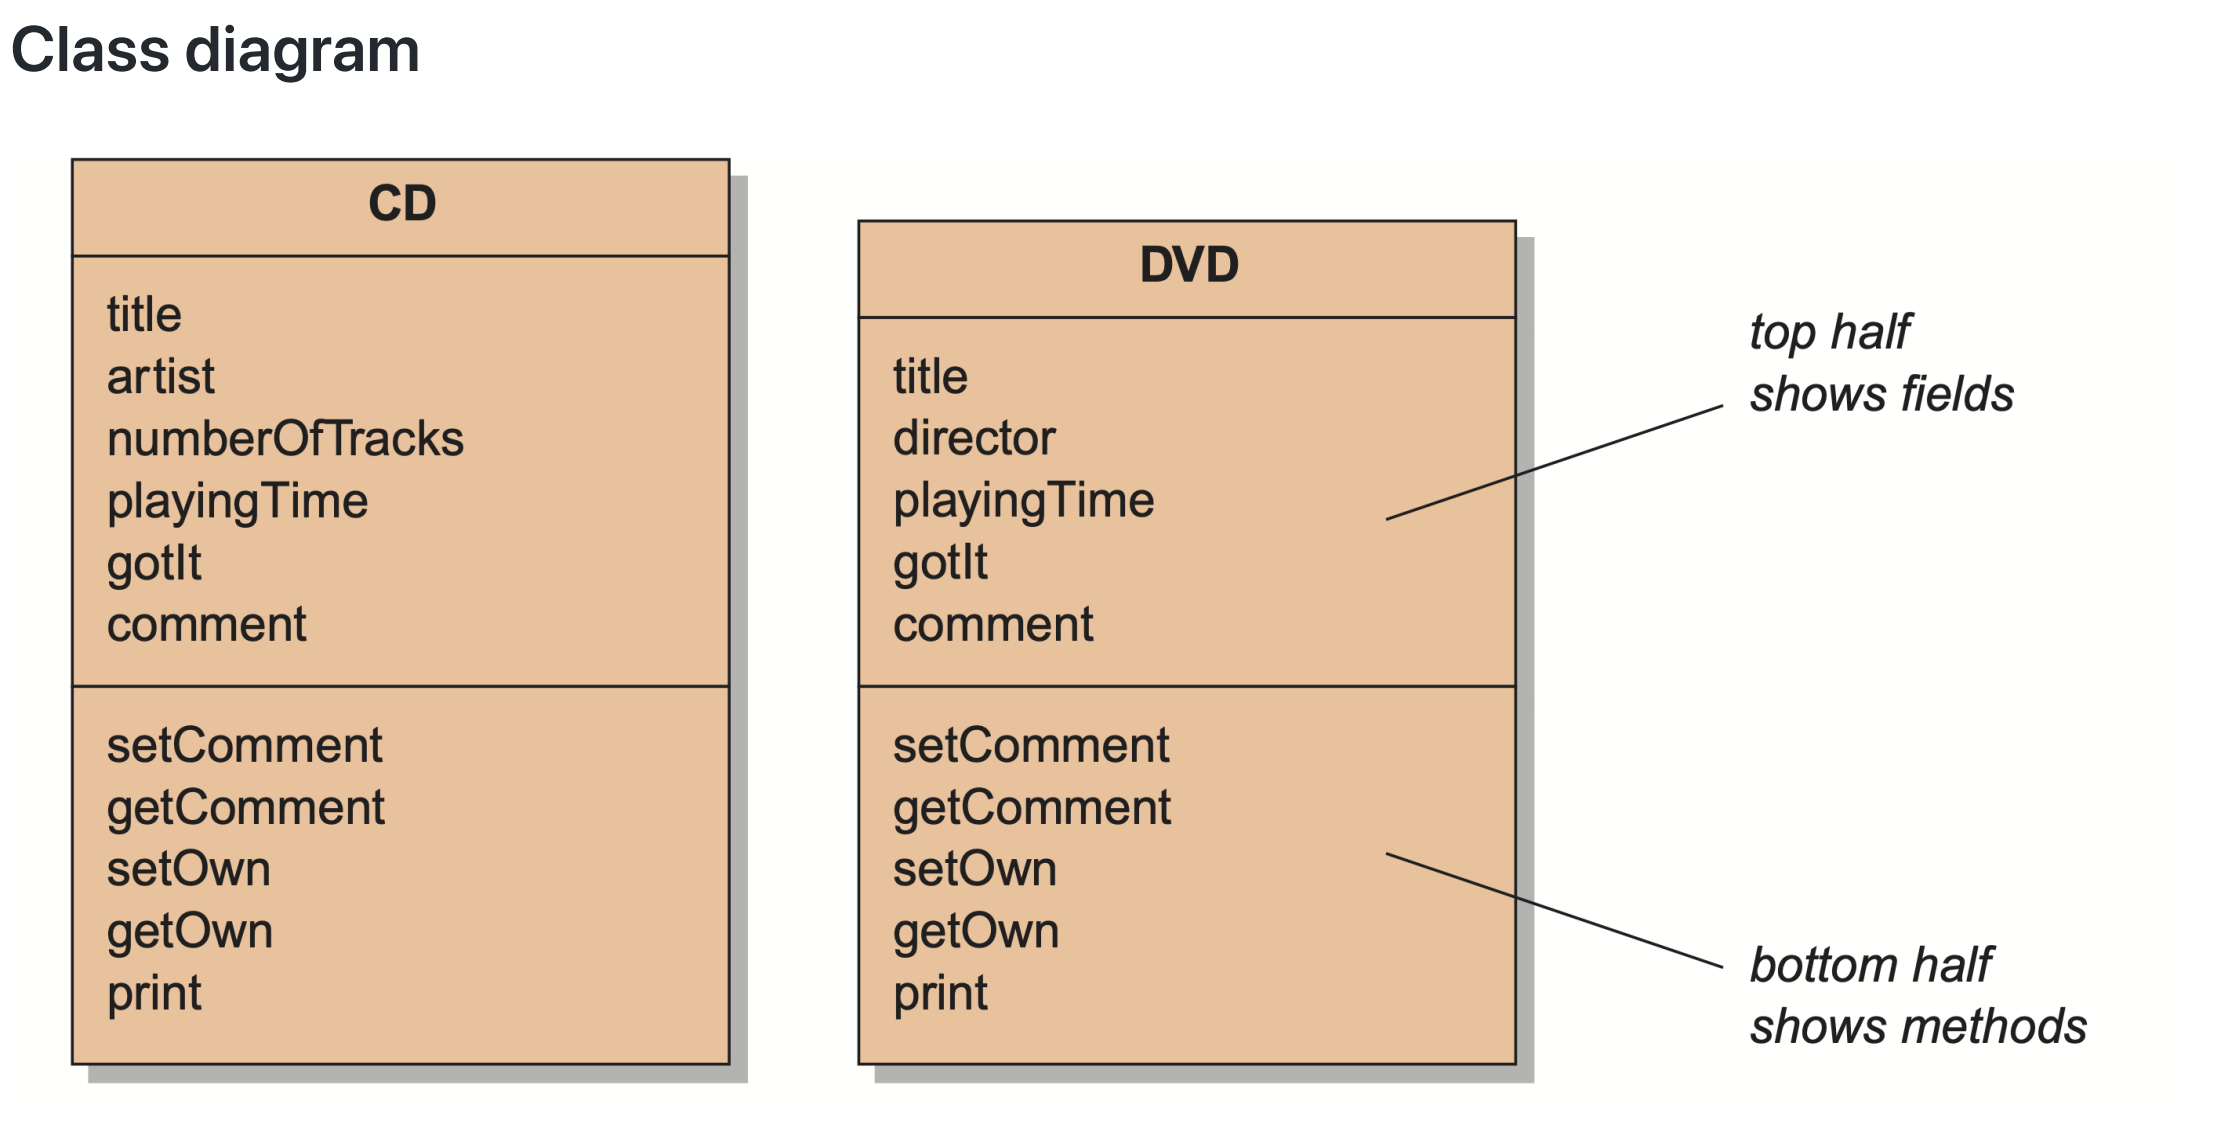 Class diagram
CD
title
artist
numberOfTracks
playingTime
gotIt
comment
setComment
getComment
setOwn
getOwn
print
DVD
title
director
playingTime
gotIt
comment
setComment
getComment
setOwn
getOwn
print
top half
shows fields
bottom half
shows methods